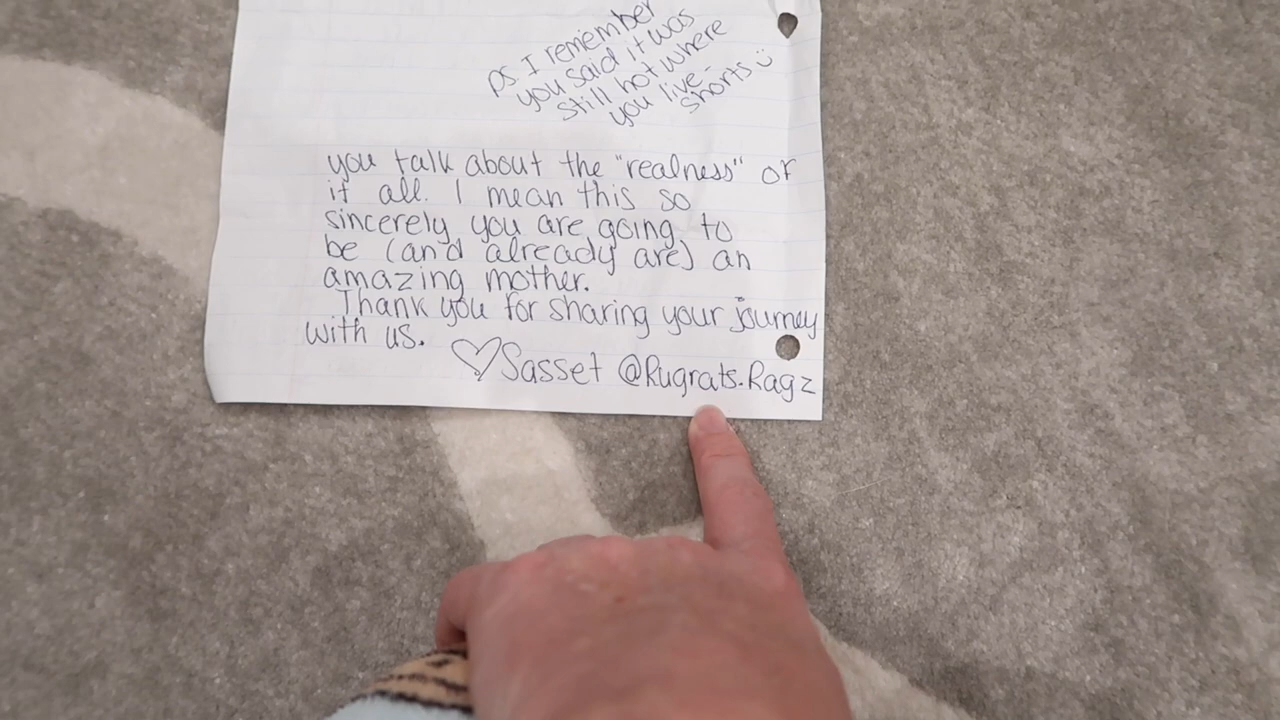 ps. I remember
you said it was
still hot where
you live-
shorts :)
you talk about the "realness" of
it all. I mean this so
sincerely you are going to
be (and already are) an
amazing mother.
Thank you for sharing your journey
with us.
♡Sasset @Rugrats.Ragz